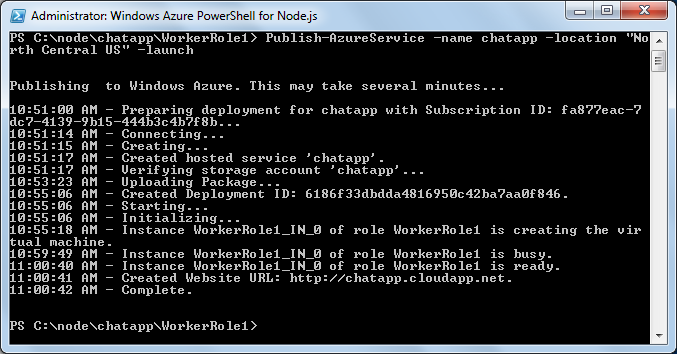 Administrator: Windows Azure PowerShell for Node.js
PS C:\node\chatapp\WorkerRole1> Publish-AzureService -name chatapp -location "No
rth Central US" -launch
Publishing  to Windows Azure. This may take several minutes...
10:51:00 AM - Preparing deployment for chatapp with Subscription ID: fa877eac-7
dc7-4139-9b15-444b3c4b7f8b...
10:51:14 AM - Connecting...
10:51:15 AM - Creating...
10:51:17 AM - Created hosted service 'chatapp'.
10:51:17 AM - Verifying storage account 'chatapp'...
10:53:23 AM - Uploading Package...
10:55:06 AM - Created Deployment ID: 6186f33dbdda4816950c42ba7aa0f846.
10:55:06 AM - Starting...
10:55:06 AM - Initializing...
10:55:18 AM - Instance WorkerRole1_IN_0 of role WorkerRole1 is creating the vir
tual machine.
10:59:49 AM - Instance WorkerRole1_IN_0 of role WorkerRole1 is busy.
11:00:40 AM - Instance WorkerRole1_IN_0 of role WorkerRole1 is ready.
11:00:41 AM - Created Website URL: http://chatapp.cloudapp.net.
11:00:42 AM - Complete.
PS C:\node\chatapp\WorkerRole1>